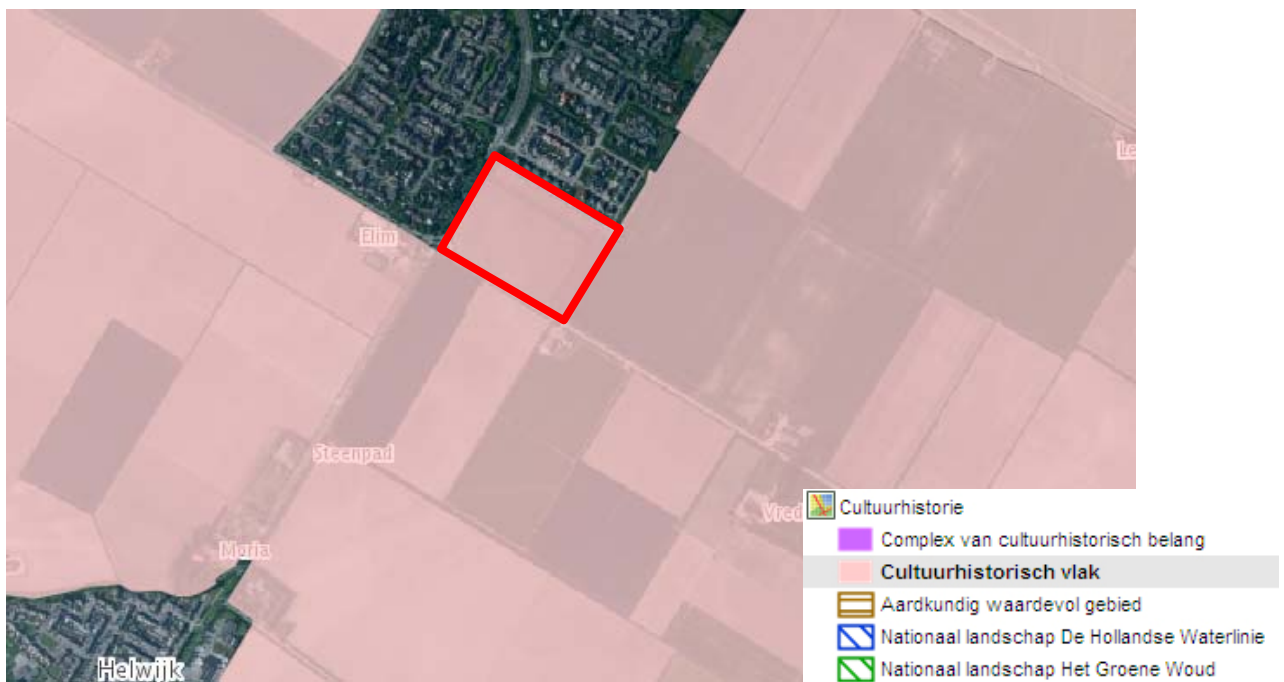 Elim
Steenpad
Moria
Helwijk
Cultuurhistorie
Complex van cultuurhistorisch belang
Cultuurhistorisch vlak
Aardkundig waardevol gebied
Nationaal landschap De Hollandse Waterlinie
Nationaal landschap Het Groene Woud